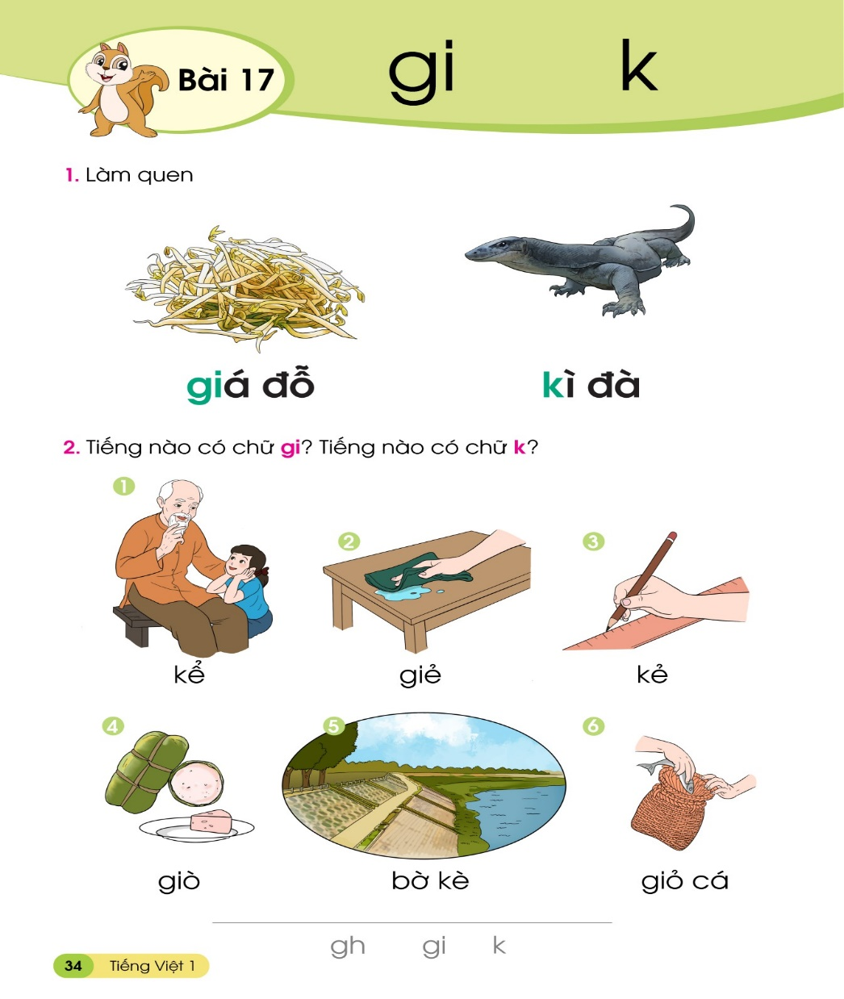 Bài 17
gi k
1. Làm quen
giá đỗ
kì đà
2. Tiếng nào có chữ gi? Tiếng nào có chữ k?
1
2
3
kể
giẻ
kẻ
4
5
6
giò
bờ kè
giỏ cá
gh gi k
34 Tiếng Việt 1